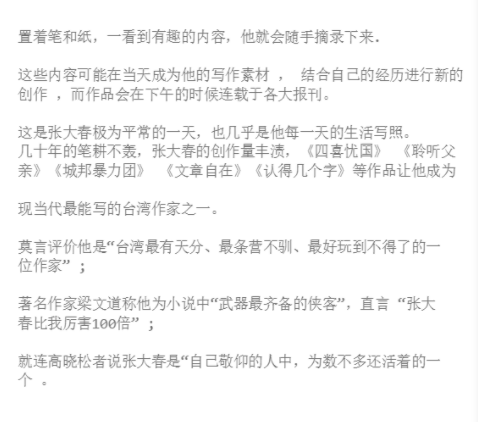 置着笔和紙，一看到有趣的内容，他就会随手摘录下来.
这些内容可能在当天成为他的写作素材 ， 结合自己的经历进行新的
创作 ，而作品会在下午的时候连载于各大报刊。
这是张大春极为平常的一天，也几乎是他每一天的生活写照。
几十年的笔耕不轰，张大春的创作量丰渍，《四喜忧国》 《聆听父
亲》《城邦暴力团》 《文章自在》《认得几个字》等作品让他成为
现当代最能写的台湾作家之一。
莫言评价他是“台湾最有天分、最条营不驯、最好玩到不得了的一
位作家” ;
著名作家梁文道称他为小说中“武器最齐备的侠客”，直言 “张大
春比我厉害100倍” ;
就连高晓松者说张大春是“自己敬仰的人中，为数不多还活着的一
个 。